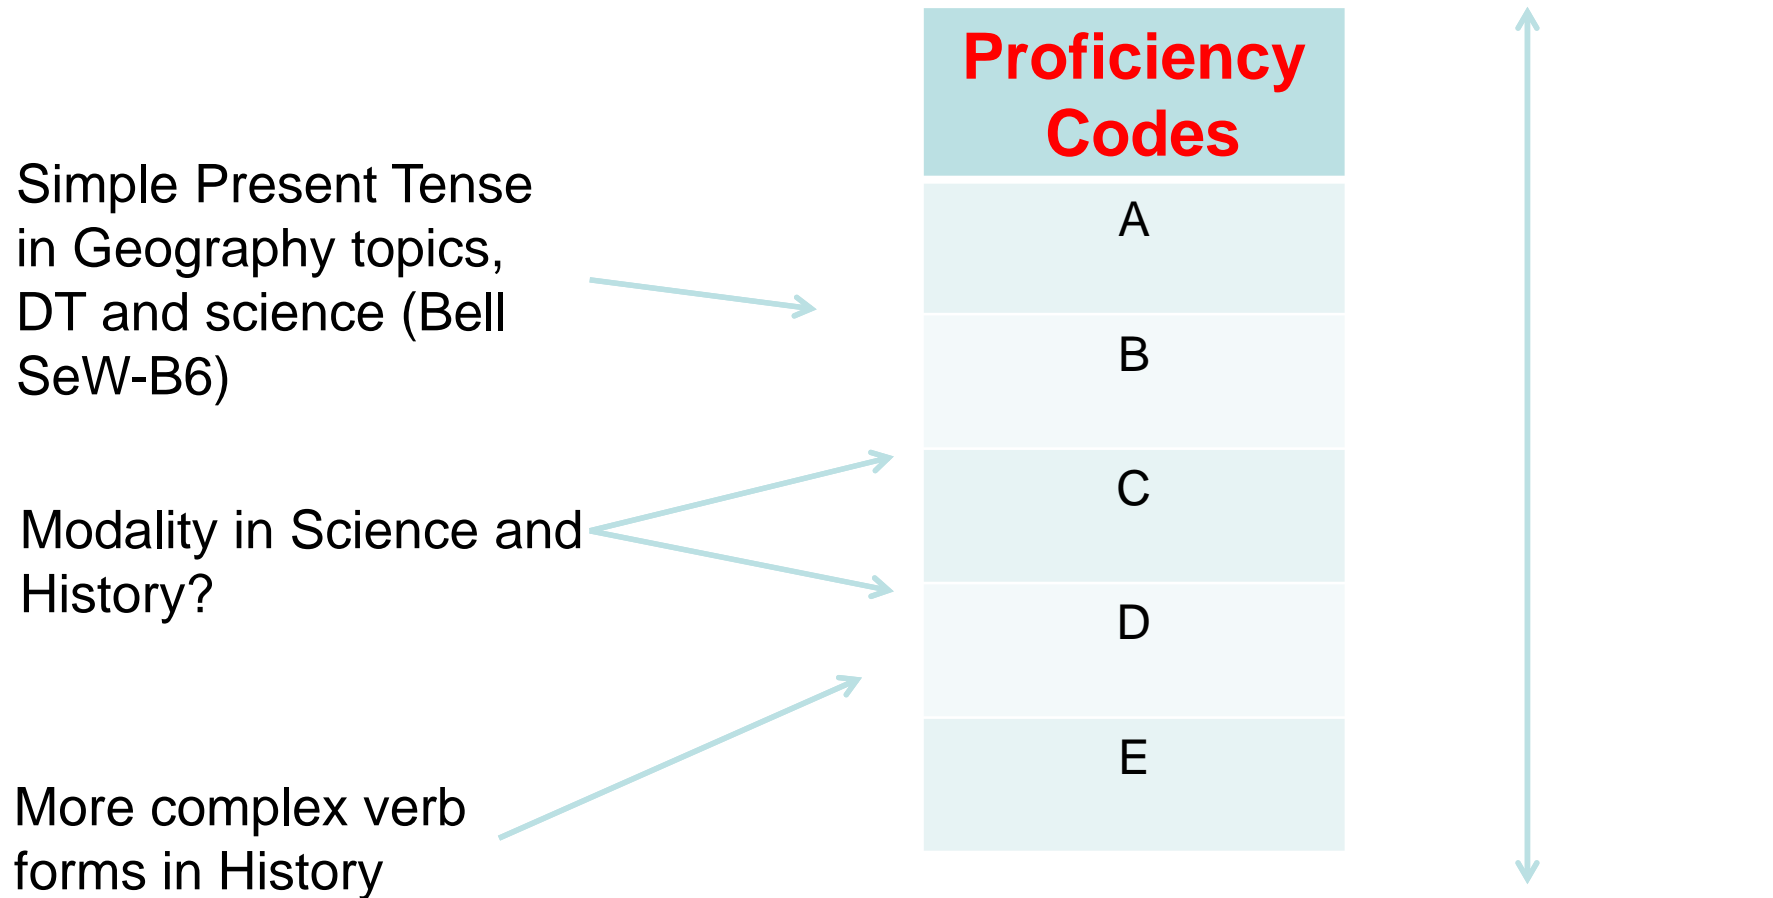 Proficiency
Codes
Simple Present Tense
in Geography topics,
DT and science (Bell
SeW-B6)
Modality in Science and
History?
More complex verb
forms in History
A
B
C
D
E